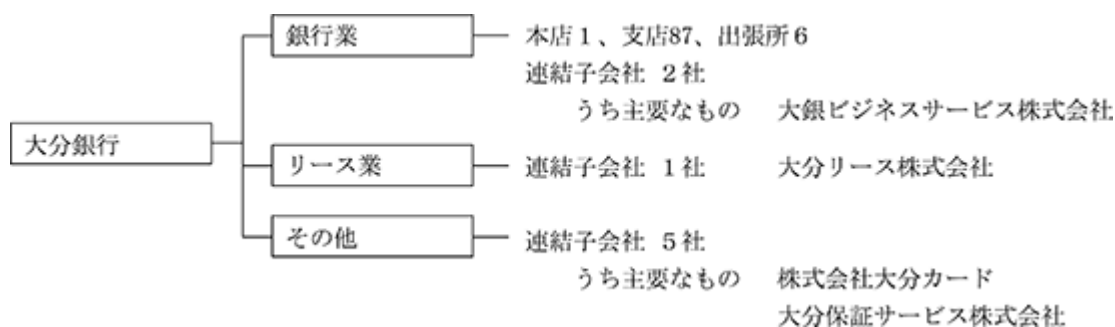 大分銀行
銀行業 本店1、支店87、出張所6
連結子会社 2社
うち主要なもの 大銀ビジネスサービス株式会社
リース業 連結子会社 1社 大分リース株式会社
その他 連結子会社 5社
うち主要なもの 株式会社大分カード
大分保証サービス株式会社